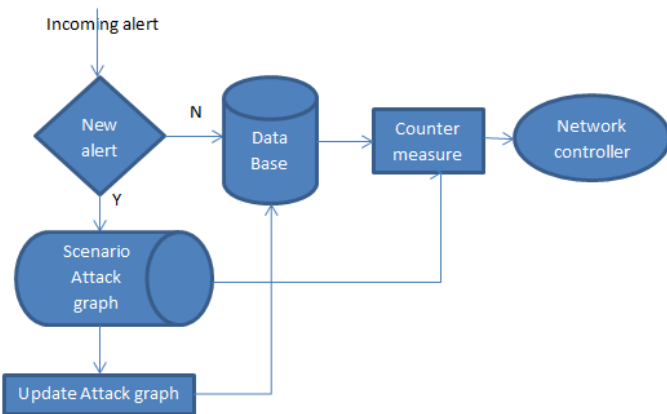 Incoming alert
New
alert
N
Y
Data
Base
Counter
measure
Network
controller
Scenario
Attack
graph
Update Attack graph